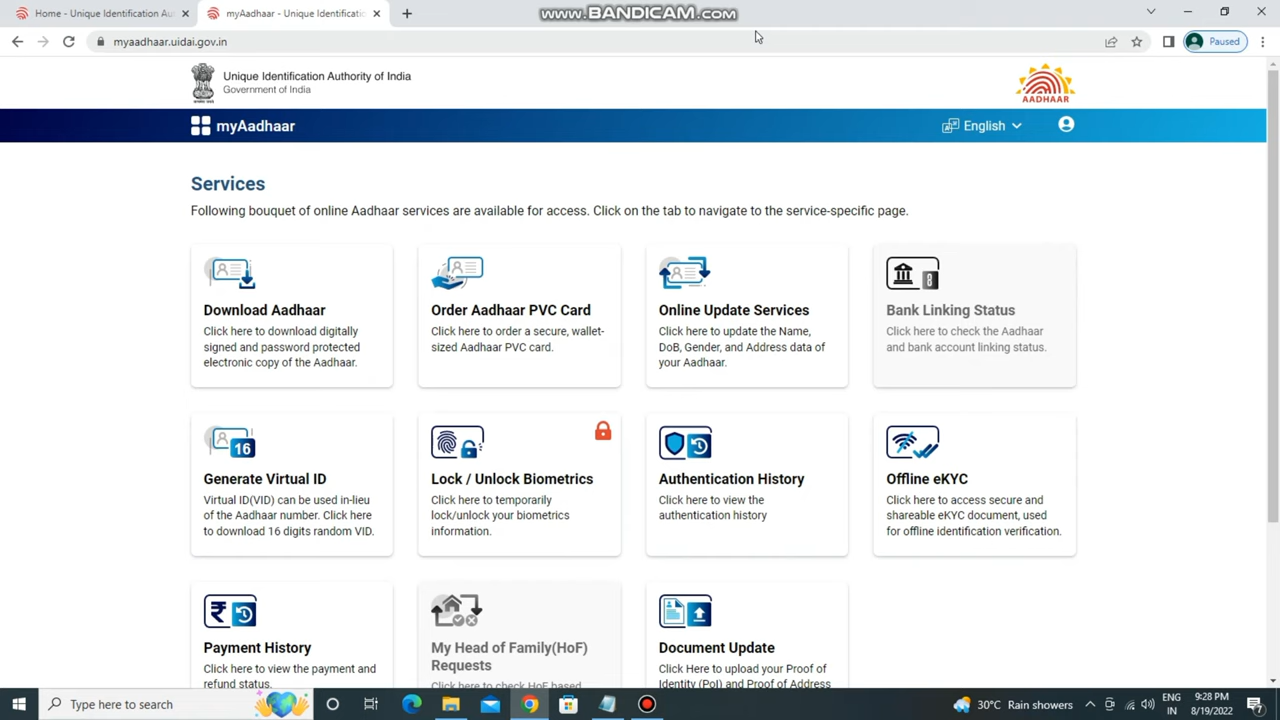 Home - Unique Identification Aut
myAadhaar - Unique Identificatio
www.BANDICAM.com
myaadhaar.uidai.gov.in
Paused
Unique Identification Authority of India
Government of India
AADHAAR
myAadhaar
English
Services
Following bouquet of online Aadhaar services are available for access. Click on the tab to navigate to the service-specific page.
Download Aadhaar
Click here to download digitally
signed and password protected
electronic copy of the Aadhaar.
Order Aadhaar PVC Card
Click here to order a secure, wallet-
sized Aadhaar PVC card.
Online Update Services
Click here to update the Name,
DoB, Gender, and Address data of
your Aadhaar.
8
Bank Linking Status
Click here to check the Aadhaar
and bank account linking status.
16
Generate Virtual ID
Virtual ID(VID) can be used in-lieu
of the Aadhaar number. Click here
to download 16 digits random VID.
Lock / Unlock Biometrics
Click here to temporarily
lock/unlock your biometrics
information.
Authentication History
Click here to view the
authentication history
Offline eKYC
Click here to access secure and
shareable eKYC document, used
for offline identification verification.
₹
Payment History
Click here to view the payment and
refund status.
My Head of Family(HoF)
Requests
Click here to check HoF based
Document Update
Click Here to upload your Proof of
Identity (PoI) and Proof of Address
Type here to search
30°C Rain showers
ENG
IN
9:28 PM
8/19/2022